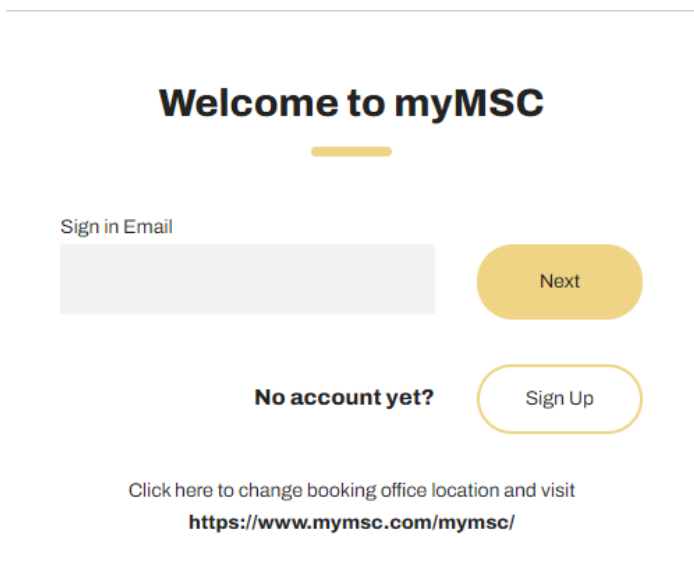 Welcome to myMSC
Sign in Email
Next
No account yet?
Sign Up
Click here to change booking office location and visit
https://www.mymsc.com/mymsc/